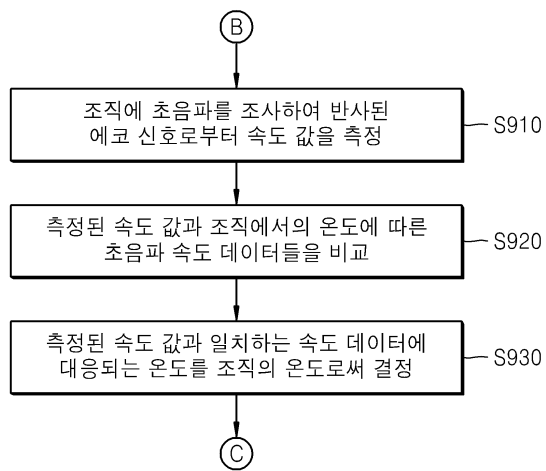 B
조직에 초음파를 조사하여 반사된
에코 신호로부터 속도 값을 측정
S910
측정된 속도 값과 조직에서의 온도에 따른
초음파 속도 데이터들을 비교
S920
측정된 속도 값과 일치하는 속도 데이터에
대응되는 온도를 조직의 온도로써 결정
S930
C